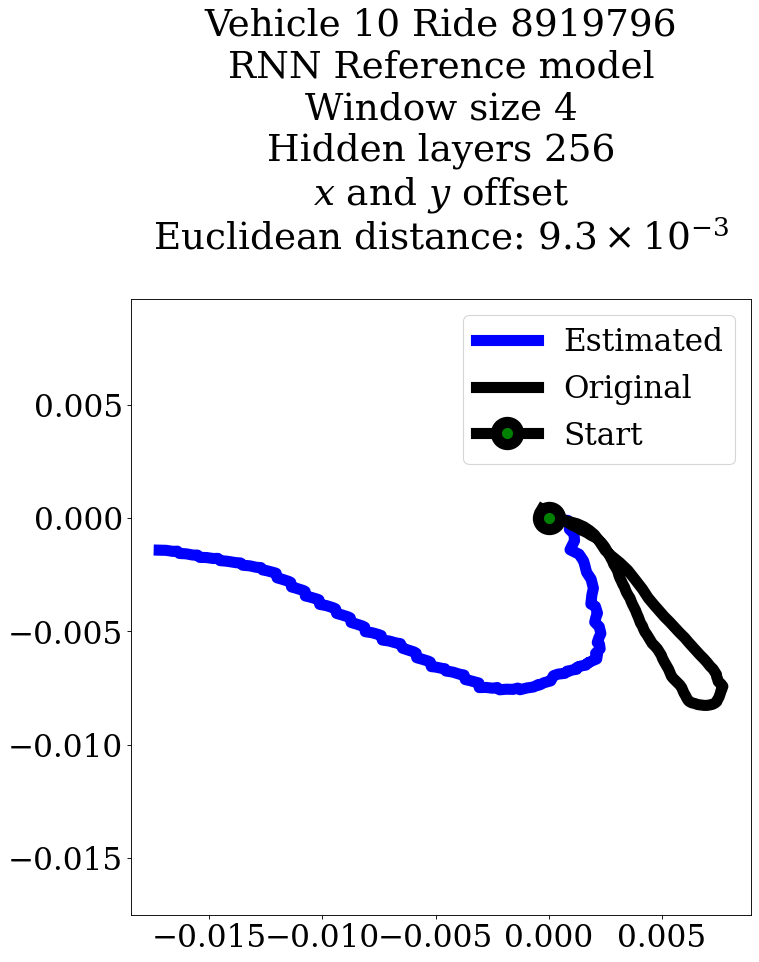 Vehicle 10 Ride 8919796
RNN Reference model
Window size 4
Hidden layers 256
x and y offset
Euclidean distance: 9.3 × 10⁻³
Estimated
Original
Start
0.005
0.000
−0.005
−0.010
−0.015
−0.015 −0.010 −0.005 0.000 0.005